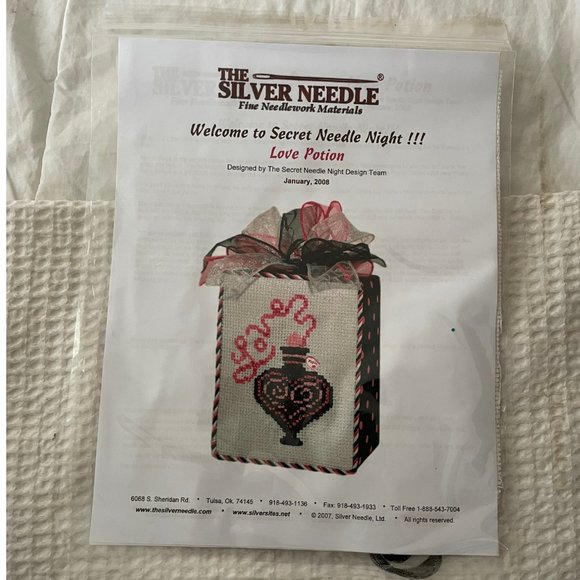 THE
SILVER NEEDLE®
Fine Needlework Materials
Welcome to Secret Needle Night !!!
Love Potion
Designed by The Secret Needle Night Design Team
January, 2008
Love
6068 S. Sheridan Rd. * Tulsa, Ok. 74145 * 918-493-1136 * Fax: 918-493-1933 * Toll Free 1-888-543-7004
www.thesilverneedle.com * www.silversites.net * © 2007, Silver Needle, Ltd. * All rights reserved.